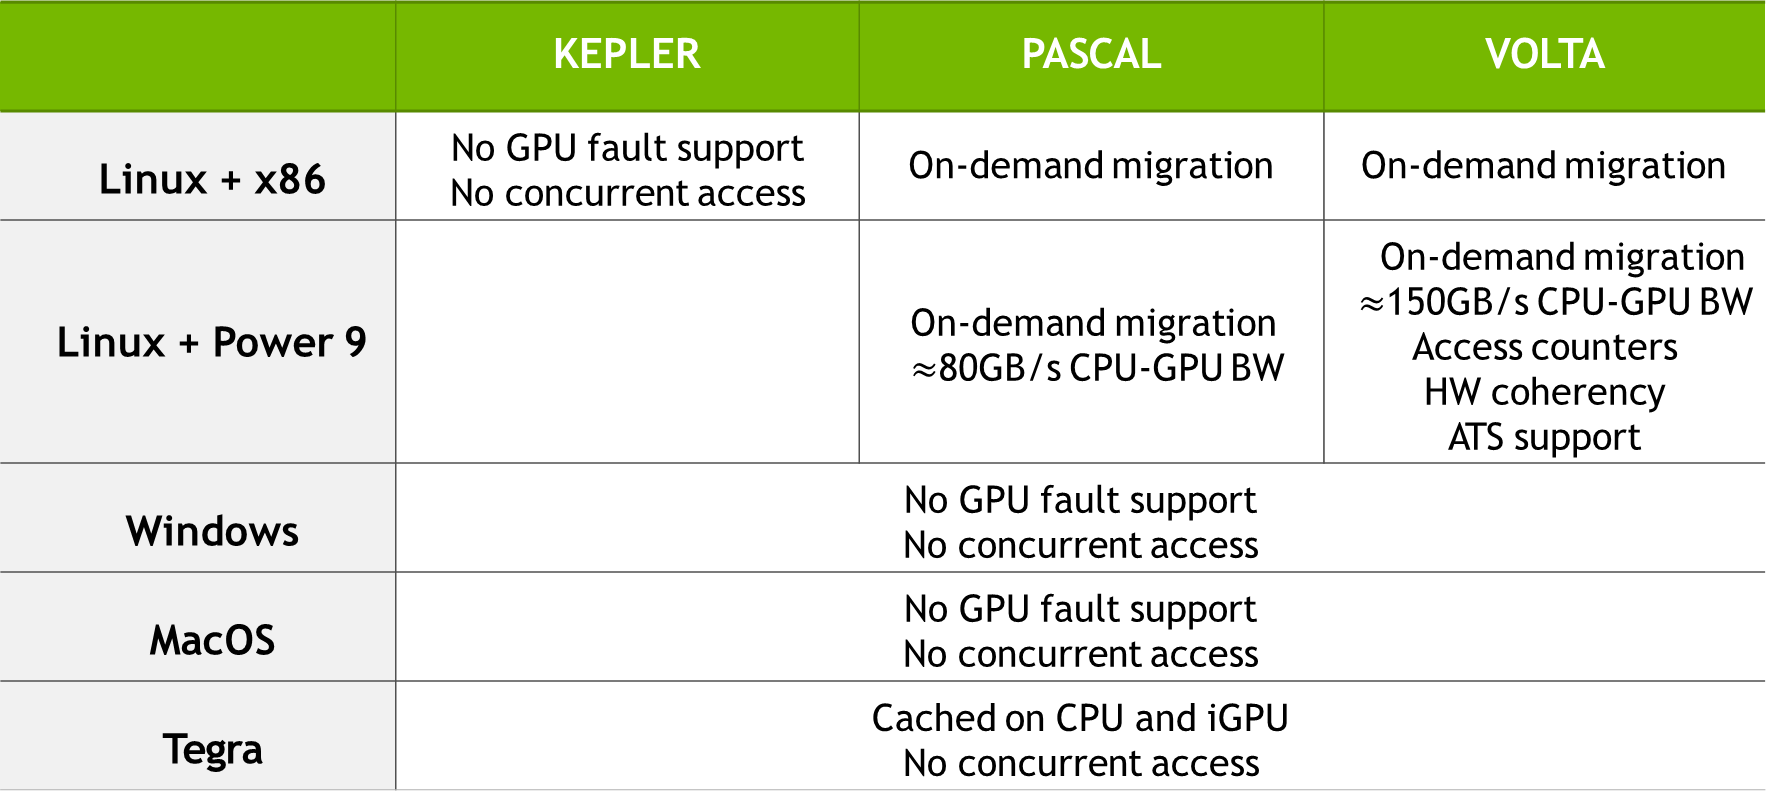 KEPLER
PASCAL
VOLTA
Linux + x86
No GPU fault support
No concurrent access
On-demand migration
On-demand migration
Linux + Power 9
On-demand migration
≈80GB/s CPU-GPU BW
On-demand migration
≈150GB/s CPU-GPU BW
Access counters
HW coherency
ATS support
Windows
No GPU fault support
No concurrent access
MacOS
No GPU fault support
No concurrent access
Tegra
Cached on CPU and iGPU
No concurrent access